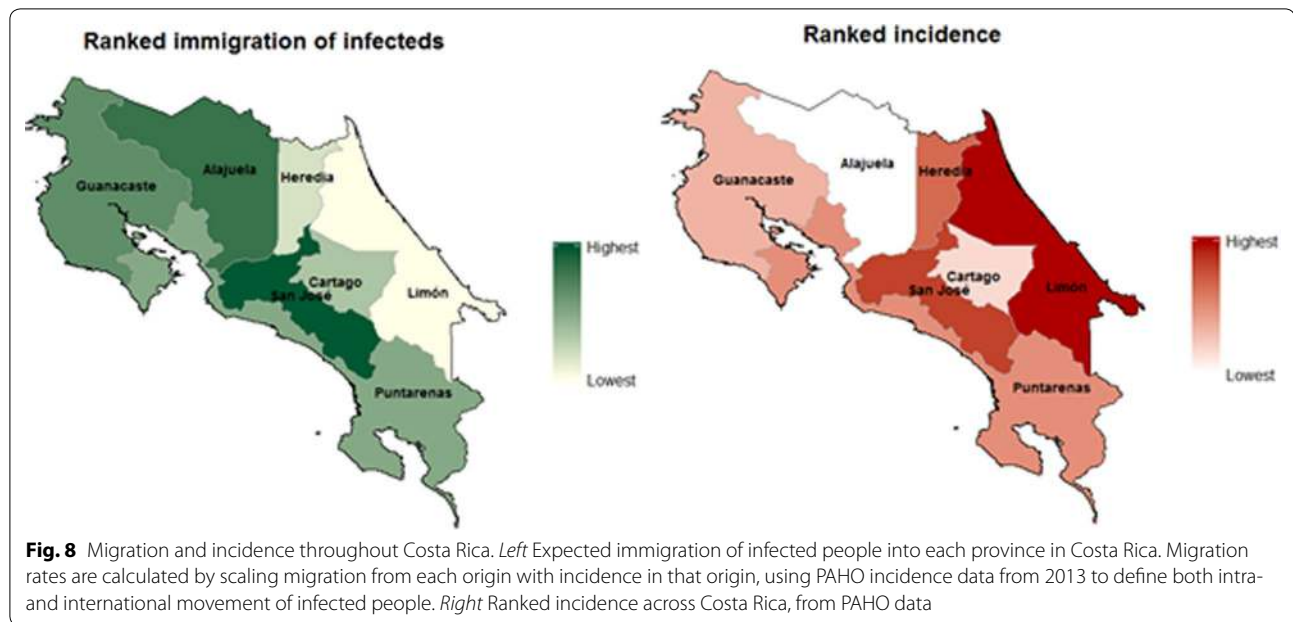 Ranked immigration of infecteds
Guanacaste
Alajuela
Heredia
Cartago
San José
Limón
Puntarenas
Highest
Lowest
Ranked incidence
Guanacaste
Alajuela
Heredia
Cartago
San José
Limón
Puntarenas
Highest
Lowest
Fig. 8 Migration and incidence throughout Costa Rica. Left Expected immigration of infected people into each province in Costa Rica. Migration
rates are calculated by scaling migration from each origin with incidence in that origin, using PAHO incidence data from 2013 to define both intra-
and international movement of infected people. Right Ranked incidence across Costa Rica, from PAHO data